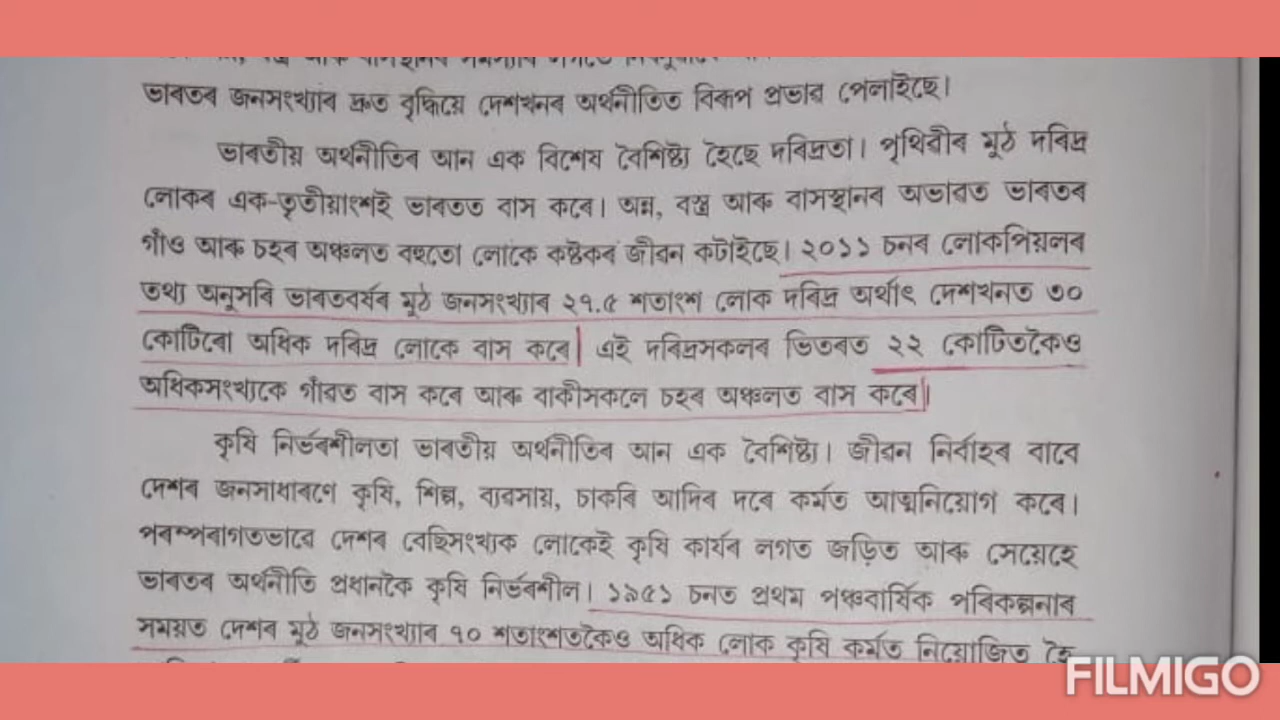 ভাৰতৰ জনসংখ্যাৰ দ্ৰুত বৃদ্ধিয়ে দেশখনৰ অৰ্থনীতিত বিৰূপ প্ৰভাৱ পেলাইছে।
ভাৰতীয় অৰ্থনীতিৰ আন এক বিশেষ বৈশিষ্ট্য হৈছে দৰিদ্ৰতা। পৃথিৱীৰ মুঠ দৰিদ্ৰ
লোকৰ এক-তৃতীয়াংশই ভাৰতত বাস কৰে। অন্ন, বস্ত্ৰ আৰু বাসস্থানৰ অভাৱত ভাৰতৰ
গাঁও আৰু চহৰ অঞ্চলত বহুতো লোকে কষ্টকৰ জীৱন কটাইছে। ২০১১ চনৰ লোকপিয়লৰ
তথ্য অনুসৰি ভাৰতবৰ্ষৰ মুঠ জনসংখ্যাৰ ২৭.৫ শতাংশ লোক দৰিদ্ৰ অৰ্থাৎ দেশখনত ৩০
কোটিৰো অধিক দৰিদ্ৰ লোকে বাস কৰে। এই দৰিদ্ৰসকলৰ ভিতৰত ২২ কোটিতকৈও
অধিকসংখ্যকে গাঁৱত বাস কৰে আৰু বাকীসকলে চহৰ অঞ্চলত বাস কৰে।
কৃষি নিৰ্ভৰশীলতা ভাৰতীয় অৰ্থনীতিৰ আন এক বৈশিষ্ট্য। জীৱন নিৰ্বাহৰ বাবে
দেশৰ জনসাধাৰণে কৃষি, শিল্প, ব্যৱসায়, চাকৰি আদিৰ দৰে কৰ্মত আত্মনিয়োগ কৰে।
পৰম্পৰাগতভাৱে দেশৰ বেছিসংখ্যক লোকেই কৃষি কাৰ্যৰ লগত জড়িত আৰু সেয়েহে
ভাৰতৰ অৰ্থনীতি প্ৰধানকৈ কৃষি নিৰ্ভৰশীল। ১৯৫১ চনত প্ৰথম পঞ্চবাৰ্ষিক পৰিকল্পনাৰ
সময়ত দেশৰ মুঠ জনসংখ্যাৰ ৭০ শতাংশতকৈও অধিক লোক কৃষি কৰ্মত নিয়োজিত হৈ
FILMIGO